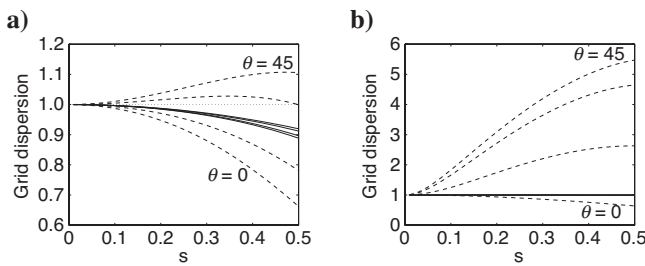 a)
1.2
1.1
1.0
0.9
0.8
0.7
0.6
Grid dispersion
θ = 45
θ = 0
0 0.1 0.2 0.3 0.4 0.5
s
b)
6
5
4
3
2
1
0
Grid dispersion
θ = 45
θ = 0
0 0.1 0.2 0.3 0.4 0.5
s